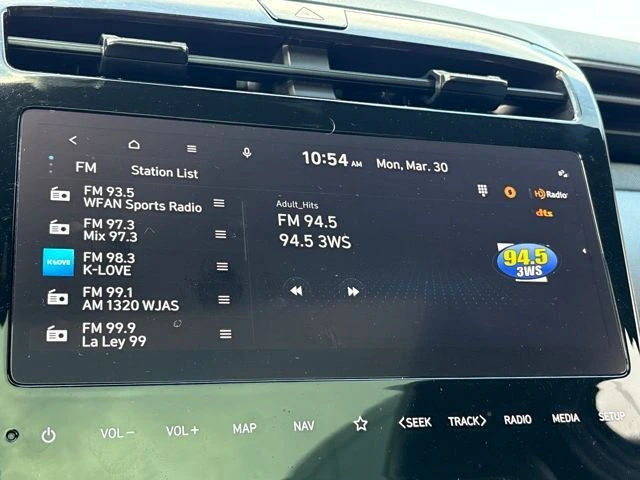 10:54 AM Mon, Mar. 30
FM Station List
FM 93.5
WFAN Sports Radio
FM 97.3
Mix 97.3
K-LOVE
FM 98.3
K-LOVE
FM 99.1
AM 1320 WJAS
FM 99.9
La Ley 99
HD Radio
dts
Adult_Hits
FM 94.5
94.5 3WS
94.5
3WS
VOL− VOL+ MAP NAV <SEEK TRACK> RADIO MEDIA SETUP